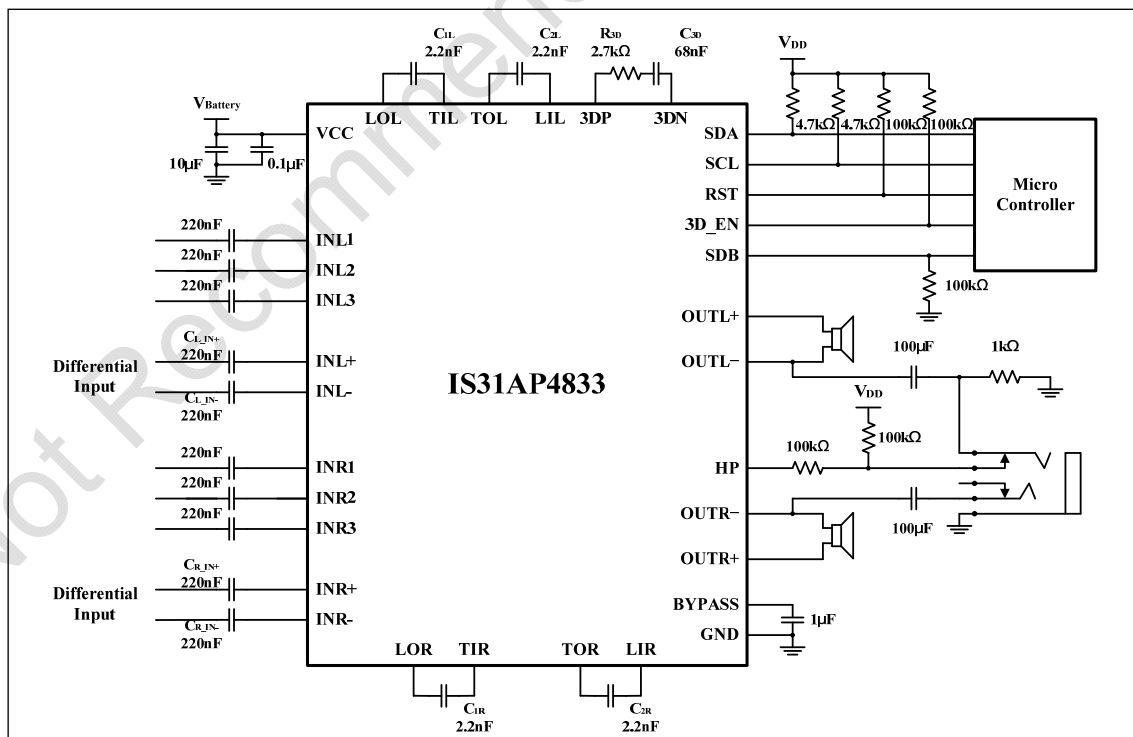 Not Recommend
C1L
2.2nF
C2L
2.2nF
R3D
2.7kΩ
C3D
68nF
VDD
VBattery
10µF
0.1µF
VCC
LOL
TIL
TOL
LIL
3DP
3DN
4.7kΩ
4.7kΩ
100kΩ
100kΩ
SDA
SCL
RST
3D_EN
SDB
Micro
Controller
100kΩ
220nF
INL1
220nF
INL2
220nF
INL3
Differential
Input
CL_IN+
220nF
INL+
INL-
CL_IN-
220nF
IS31AP4833
OUTL+
OUTL−
100µF
1kΩ
VDD
100kΩ
100kΩ
HP
OUTR−
100µF
OUTR+
220nF
INR1
220nF
INR2
220nF
INR3
Differential
Input
CR_IN+
220nF
INR+
INR-
CR_IN-
220nF
BYPASS
1µF
GND
LOR
TIR
TOR
LIR
C1R
2.2nF
C2R
2.2nF